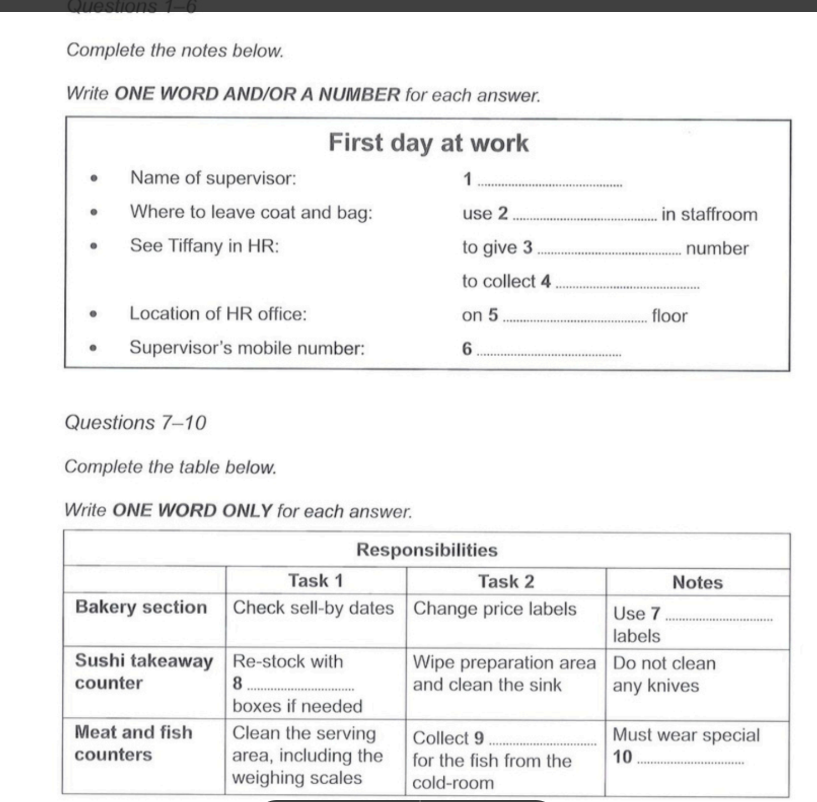 Questions 1–6
Complete the notes below.
Write ONE WORD AND/OR A NUMBER for each answer.
First day at work
• Name of supervisor: 1 ..............................
• Where to leave coat and bag: use 2 .............................. in staffroom
• See Tiffany in HR: to give 3 .............................. number
to collect 4 ..............................
• Location of HR office: on 5 .............................. floor
• Supervisor's mobile number: 6 ..............................
Questions 7–10
Complete the table below.
Write ONE WORD ONLY for each answer.
Responsibilities
Task 1 Task 2 Notes
Bakery section Check sell-by dates Change price labels Use 7 ......................
labels
Sushi takeaway Re-stock with Wipe preparation area Do not clean
counter 8 ...................... and clean the sink any knives
boxes if needed
Meat and fish Clean the serving Collect 9 ...................... Must wear special
counters area, including the for the fish from the 10 ......................
weighing scales cold-room